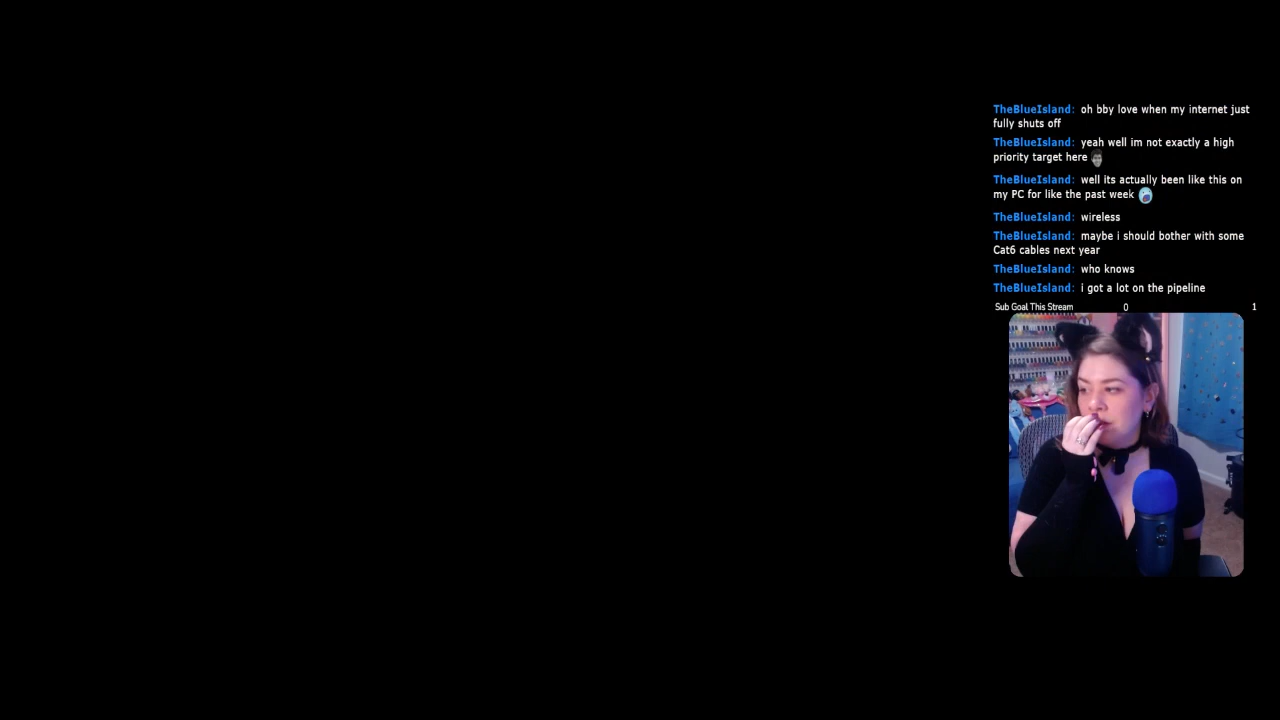 TheBlueIsland: oh bby love when my internet just
fully shuts off
TheBlueIsland: yeah well im not exactly a high
priority target here
TheBlueIsland: well its actually been like this on
my PC for like the past week
TheBlueIsland: wireless
TheBlueIsland: maybe i should bother with some
Cat6 cables next year
TheBlueIsland: who knows
TheBlueIsland: i got a lot on the pipeline
Sub Goal This Stream 0 1